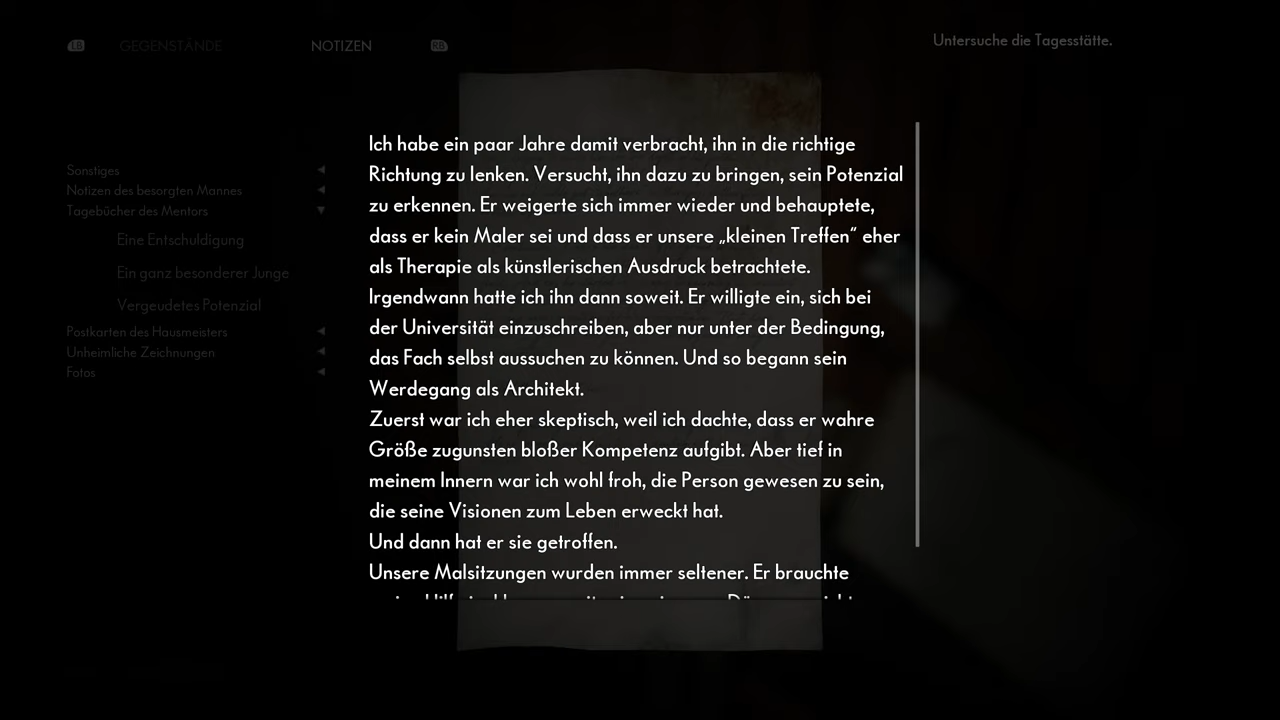 LB GEGENSTÄNDE NOTIZEN RB
Untersuche die Tagesstätte.
Sonstiges
Notizen des besorgten Mannes
Tagebücher des Mentors
Eine Entschuldigung
Ein ganz besonderer Junge
Vergeudetes Potenzial
Postkarten des Hausmeisters
Unheimliche Zeichnungen
Fotos
Ich habe ein paar Jahre damit verbracht, ihn in die richtige
Richtung zu lenken. Versucht, ihn dazu zu bringen, sein Potenzial
zu erkennen. Er weigerte sich immer wieder und behauptete,
dass er kein Maler sei und dass er unsere „kleinen Treffen“ eher
als Therapie als künstlerischen Ausdruck betrachtete.
Irgendwann hatte ich ihn dann soweit. Er willigte ein, sich bei
der Universität einzuschreiben, aber nur unter der Bedingung,
das Fach selbst aussuchen zu können. Und so begann sein
Werdegang als Architekt.
Zuerst war ich eher skeptisch, weil ich dachte, dass er wahre
Größe zugunsten bloßer Kompetenz aufgibt. Aber tief in
meinem Innern war ich wohl froh, die Person gewesen zu sein,
die seine Visionen zum Leben erweckt hat.
Und dann hat er sie getroffen.
Unsere Malsitzungen wurden immer seltener. Er brauchte